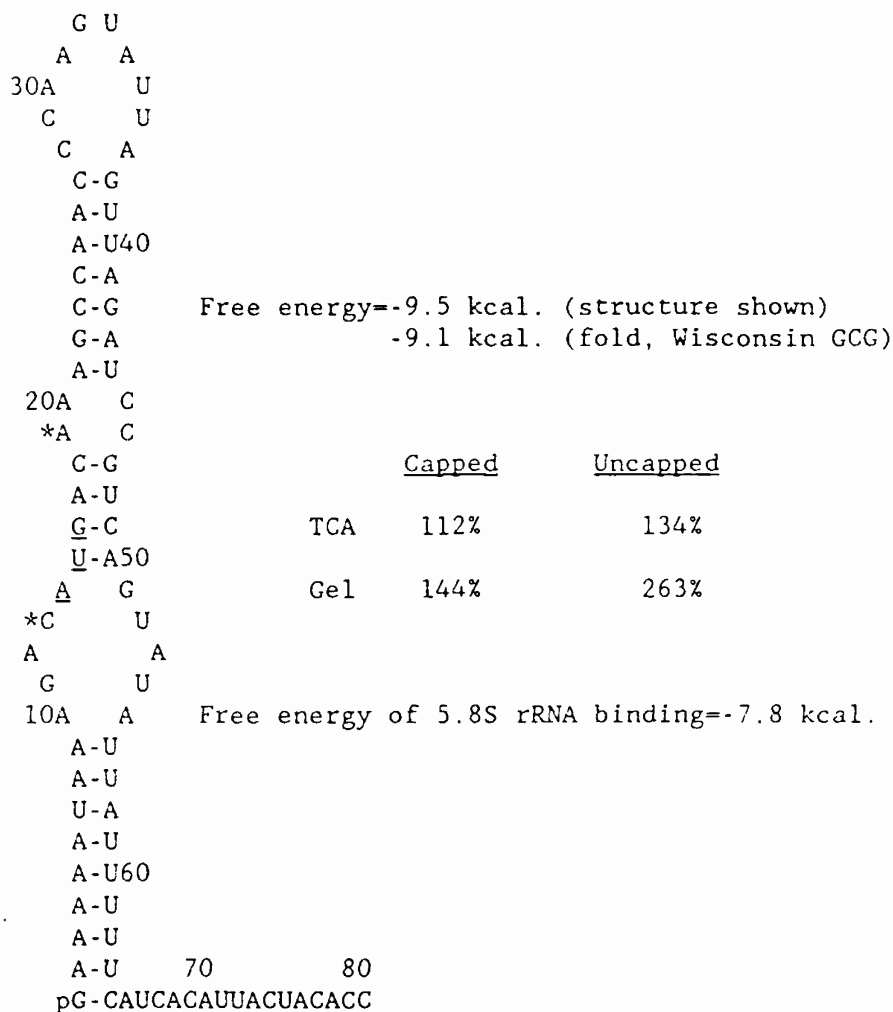 G U
A A
30A U
C U
C A
C-G
A-U
A-U40
C-A
C-G Free energy=-9.5 kcal. (structure shown)
G-A -9.1 kcal. (fold, Wisconsin GCG)
A-U
20A C
*A C
C-G Capped Uncapped
A-U
G-C TCA 112% 134%
U-A50
A G Gel 144% 263%
*C U
A A
G U
10A A Free energy of 5.8S rRNA binding=-7.8 kcal.
A-U
A-U
U-A
A-U
A-U60
A-U
A-U
A-U 70 80
pG-CAUCACAUUACUACACC